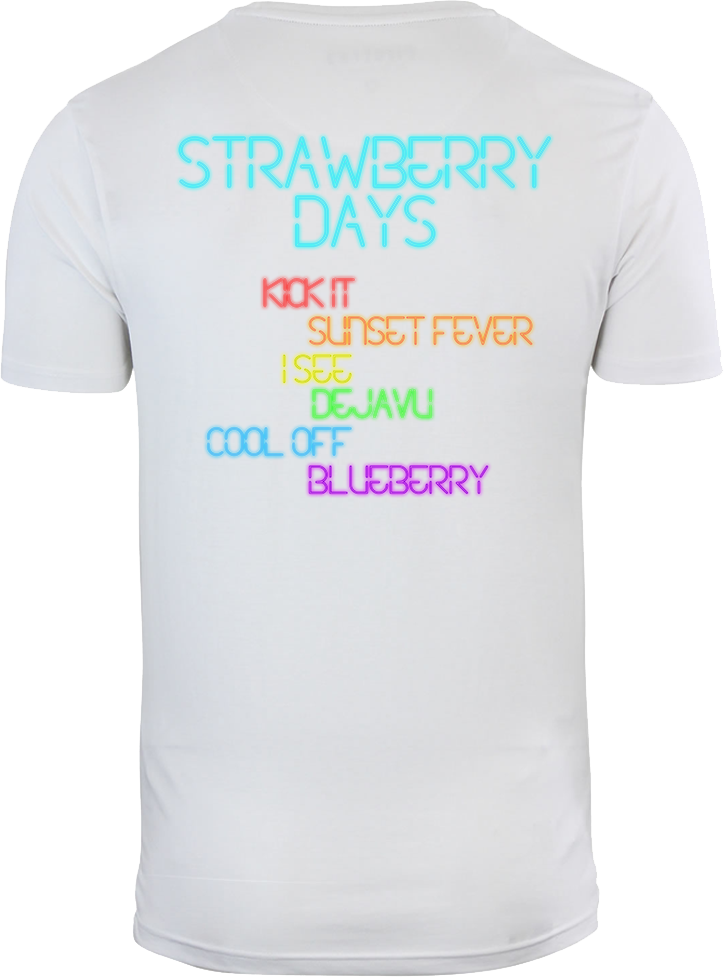 STRAWBERRY
DAYS
KICK IT
SUNSET FEVER
I SEE
DEJAVU
COOL OFF
BLUEBERRY